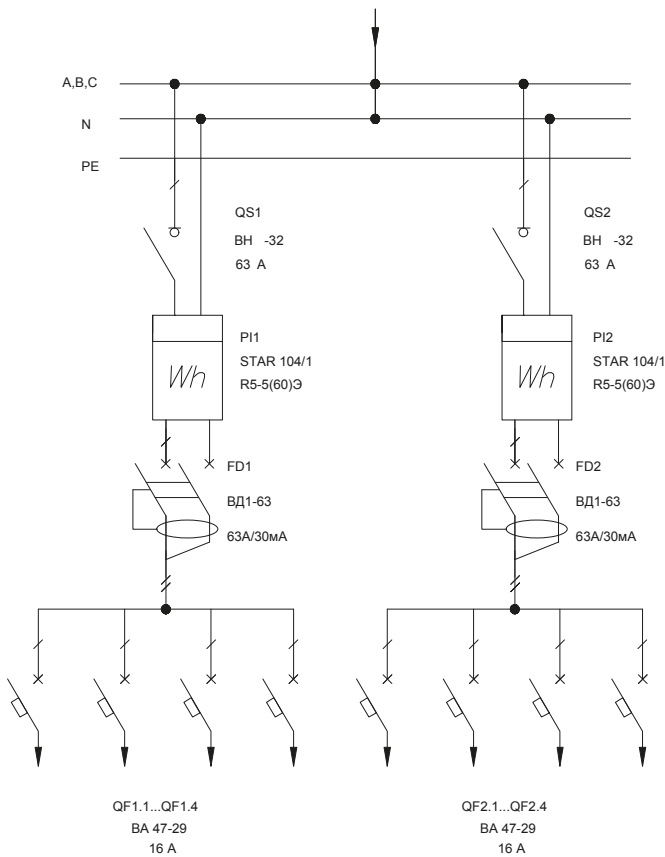 A,B,C
N
PE
QS1
ВН -32
63 А
QS2
ВН -32
63 А
PI1
STAR 104/1
R5-5(60)Э
Wh
PI2
STAR 104/1
R5-5(60)Э
Wh
FD1
ВД1-63
63А/30мА
FD2
ВД1-63
63А/30мА
QF1.1...QF1.4
ВА 47-29
16 А
QF2.1...QF2.4
ВА 47-29
16 А